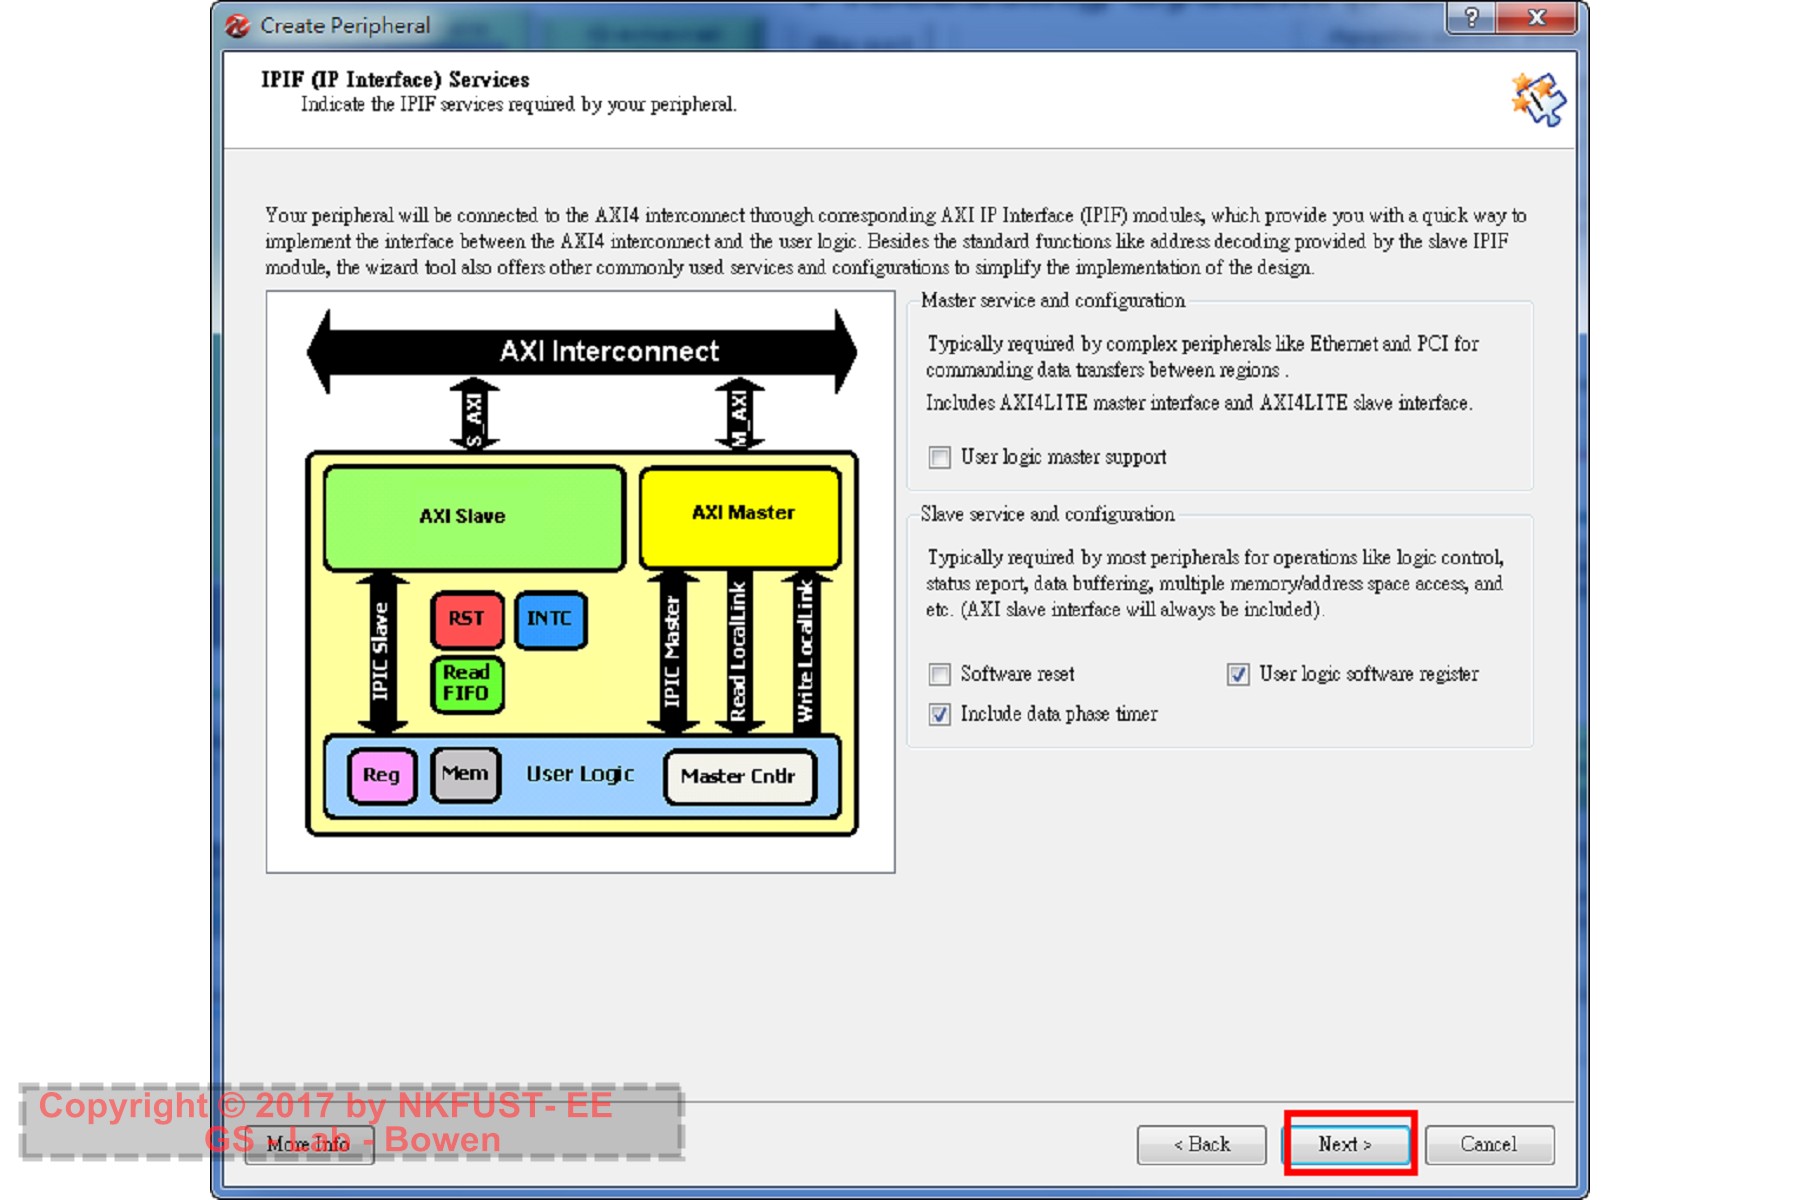 Create Peripheral
?
X
IPIF (IP Interface) Services
Indicate the IPIF services required by your peripheral.
Your peripheral will be connected to the AXI4 interconnect through corresponding AXI IP Interface (IPIF) modules, which provide you with a quick way to
implement the interface between the AXI4 interconnect and the user logic. Besides the standard functions like address decoding provided by the slave IPIF
module, the wizard tool also offers other commonly used services and configurations to simplify the implementation of the design.
AXI Interconnect
S_AXI
M_AXI
AXI Slave
AXI Master
IPIC Slave
RST
INTC
Read
FIFO
IPIC Master
Read LocalLink
Write LocalLink
Reg
Mem
User Logic
Master Cntlr
Master service and configuration
Typically required by complex peripherals like Ethernet and PCI for
commanding data transfers between regions .
Includes AXI4LITE master interface and AXI4LITE slave interface.
User logic master support
Slave service and configuration
Typically required by most peripherals for operations like logic control,
status report, data buffering, multiple memory/address space access, and
etc. (AXI slave interface will always be included).
Software reset
User logic software register
Include data phase timer
Copyright © 2017 by NKFUST- EE
GS - Lab - Bowen
More Info
< Back
Next >
Cancel